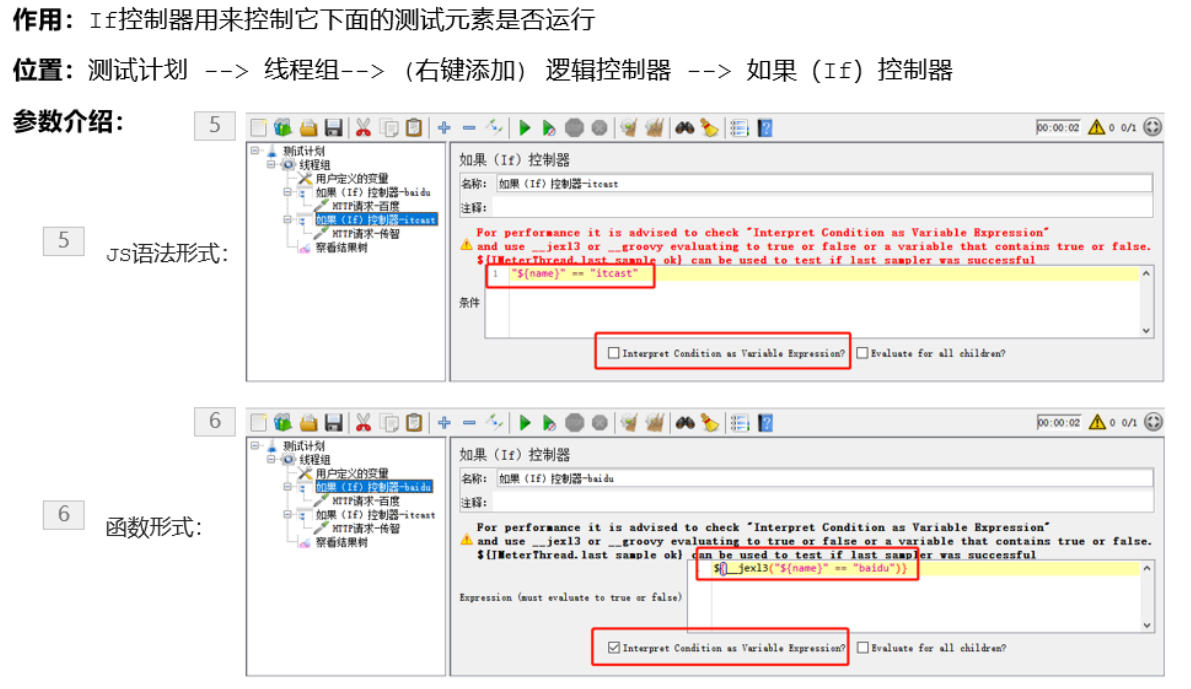 作用：If控制器用来控制它下面的测试元素是否运行
位置：测试计划 --> 线程组--> (右键添加) 逻辑控制器 --> 如果 (If) 控制器
参数介绍：
5
00:00:02
0 0/1
测试计划
线程组
用户定义的变量
如果（If）控制器-baidu
HTTP请求-百度
如果（If）控制器-itcast
HTTP请求-传智
察看结果树
如果（If）控制器
名称： 如果（If）控制器-itcast
注释：
For performance it is advised to check "Interpret Condition as Variable Expression"
and use __jexl3 or __groovy evaluating to true or false or a variable that contains true or false.
${JMeterThread.last_sample_ok} can be used to test if last sampler was successful
1 "${name}" == "itcast"
条件
Interpret Condition as Variable Expression?
Evaluate for all children?
5
JS语法形式：
6
00:00:02
0 0/1
测试计划
线程组
用户定义的变量
如果（If）控制器-baidu
HTTP请求-百度
如果（If）控制器-itcast
HTTP请求-传智
察看结果树
如果（If）控制器
名称： 如果（If）控制器-baidu
注释：
For performance it is advised to check "Interpret Condition as Variable Expression"
and use __jexl3 or __groovy evaluating to true or false or a variable that contains true or false.
${JMeterThread.last_sample_ok} can be used to test if last sampler was successful
${__jexl3("${name}" == "baidu")}
Expression (must evaluate to true or false)
Interpret Condition as Variable Expression?
Evaluate for all children?
6
函数形式：